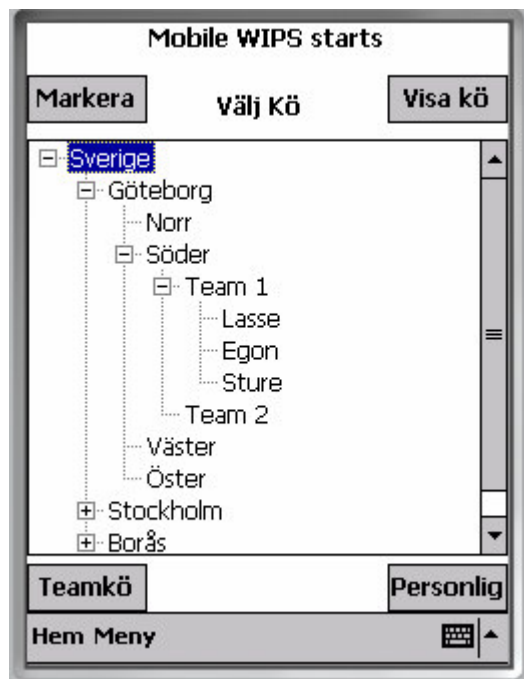 Mobile WIPS starts
Markera Välj Kö Visa kö
Sverige
Göteborg
Norr
Söder
Team 1
Lasse
Egon
Sture
Team 2
Väster
Öster
Stockholm
Borås
Teamkö Personlig
Hem Meny